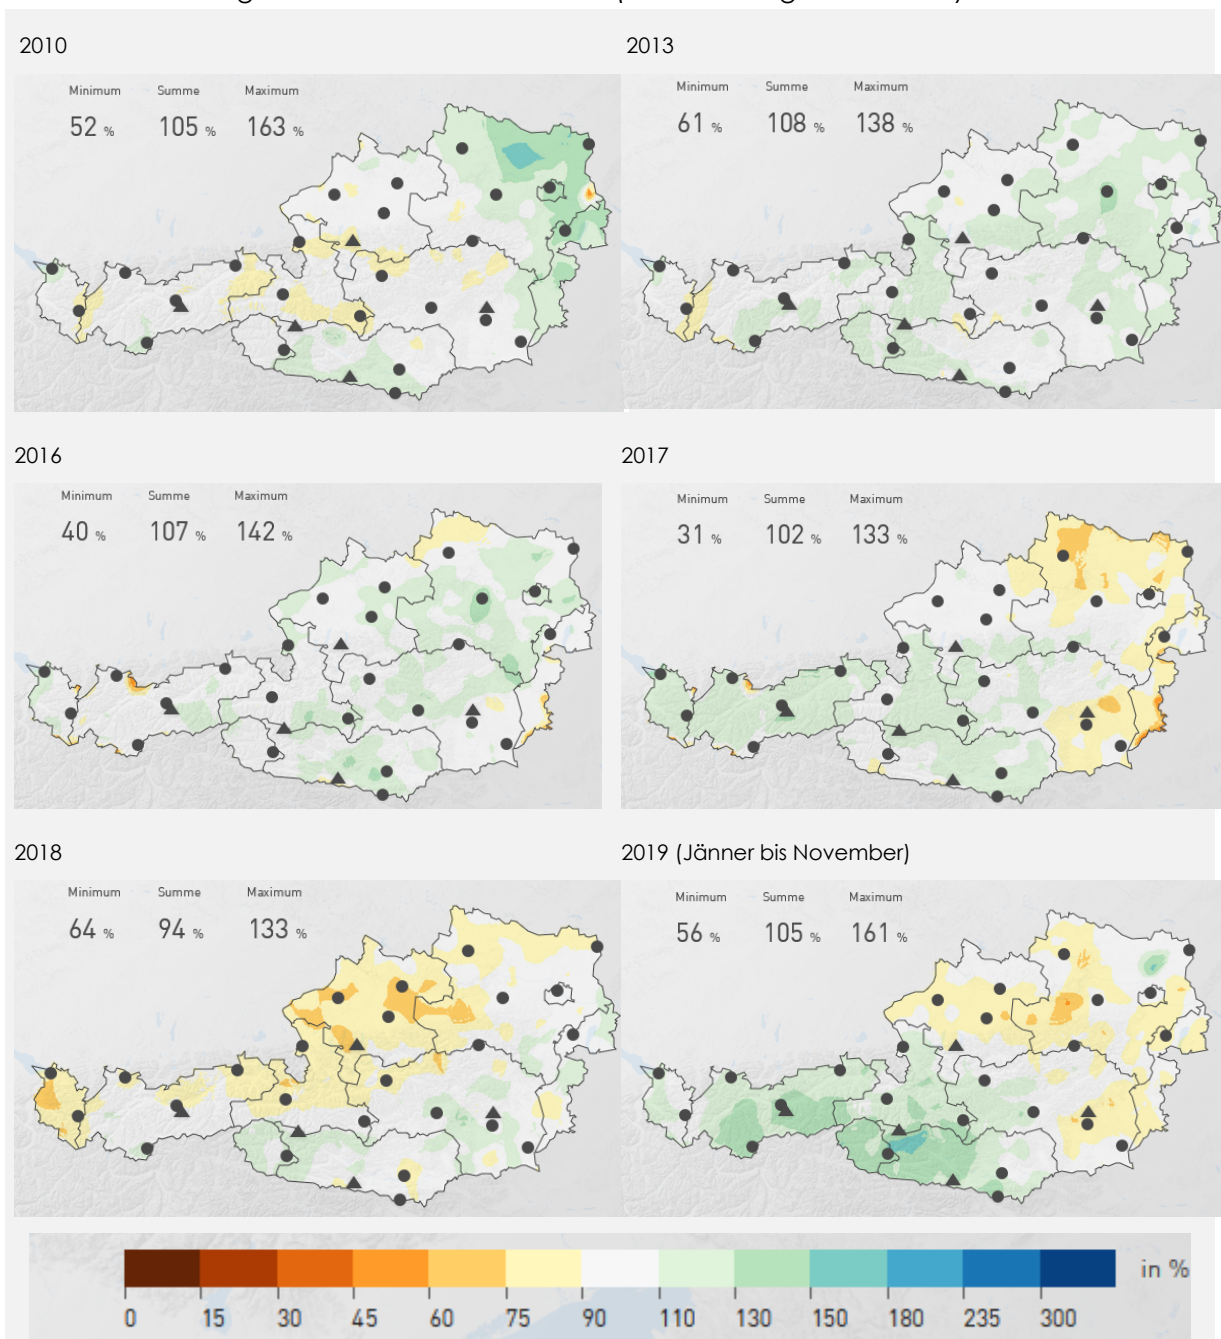 2010 2013
Minimum Summe Maximum
52 % 105 % 163 %
Minimum Summe Maximum
61 % 108 % 138 %
2016 2017
Minimum Summe Maximum
40 % 107 % 142 %
Minimum Summe Maximum
31 % 102 % 133 %
2018 2019 (Jänner bis November)
Minimum Summe Maximum
64 % 94 % 133 %
Minimum Summe Maximum
56 % 105 % 161 %
in %
0 15 30 45 60 75 90 110 130 150 180 235 300